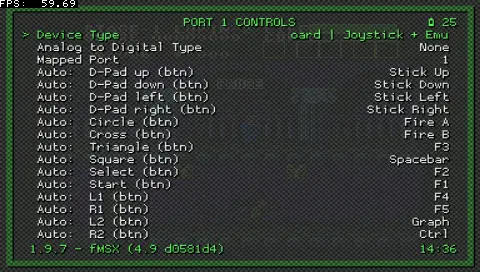 FPS: 59.69
PORT 1 CONTROLS 25
> Device Type oard | Joystick + Emu
Analog to Digital Type None
Mapped Port 1
Auto: D-Pad up (btn) Stick Up
Auto: D-Pad down (btn) Stick Down
Auto: D-Pad left (btn) Stick Left
Auto: D-Pad right (btn) Stick Right
Auto: Circle (btn) Fire A
Auto: Cross (btn) Fire B
Auto: Triangle (btn) F3
Auto: Square (btn) Spacebar
Auto: Select (btn) F2
Auto: Start (btn) F1
Auto: L1 (btn) F4
Auto: R1 (btn) F5
Auto: L2 (btn) Graph
Auto: R2 (btn) Ctrl
1.9.7 - fMSX (4.9 d0581d4) 14:36